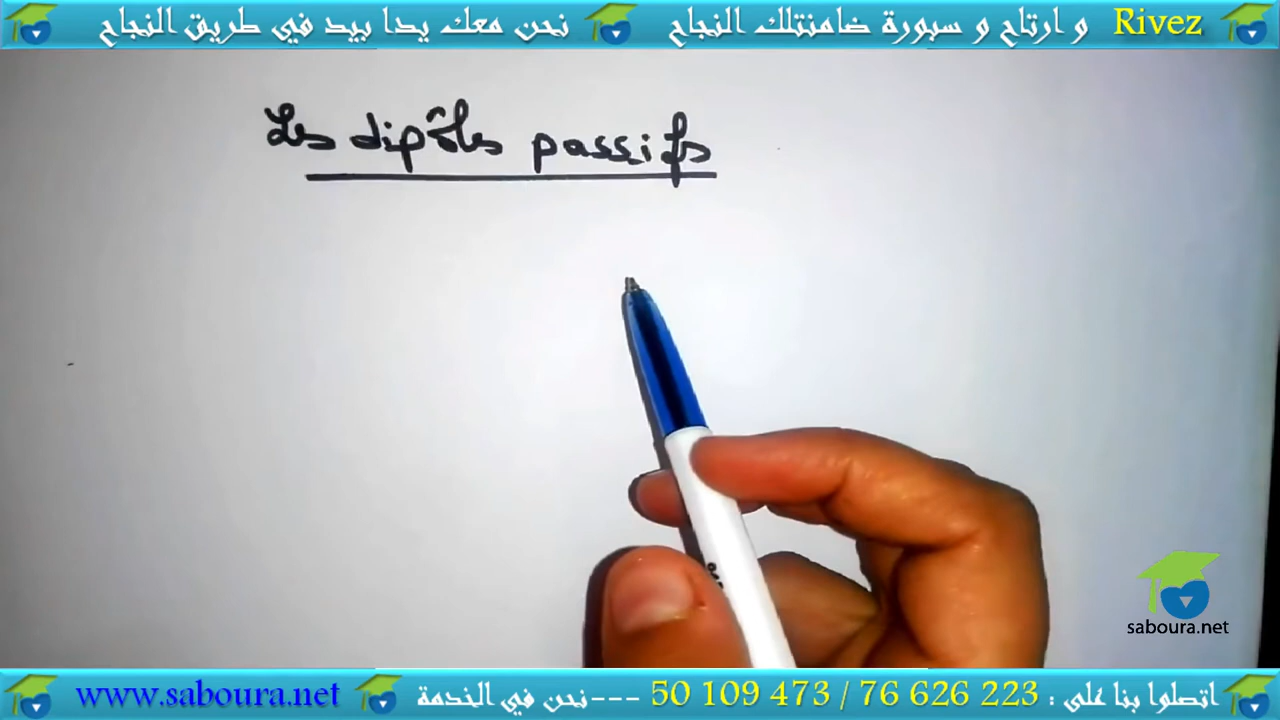 نحن معك يدا بيد في طريق النجاح و ارتاح و سبورة ضامنتلك النجاح Rivez
Les dipôles passifs
saboura.net
www.saboura.net نحن في الخدمة--- 50 109 473 / 76 626 223 : اتصلوا بنا على